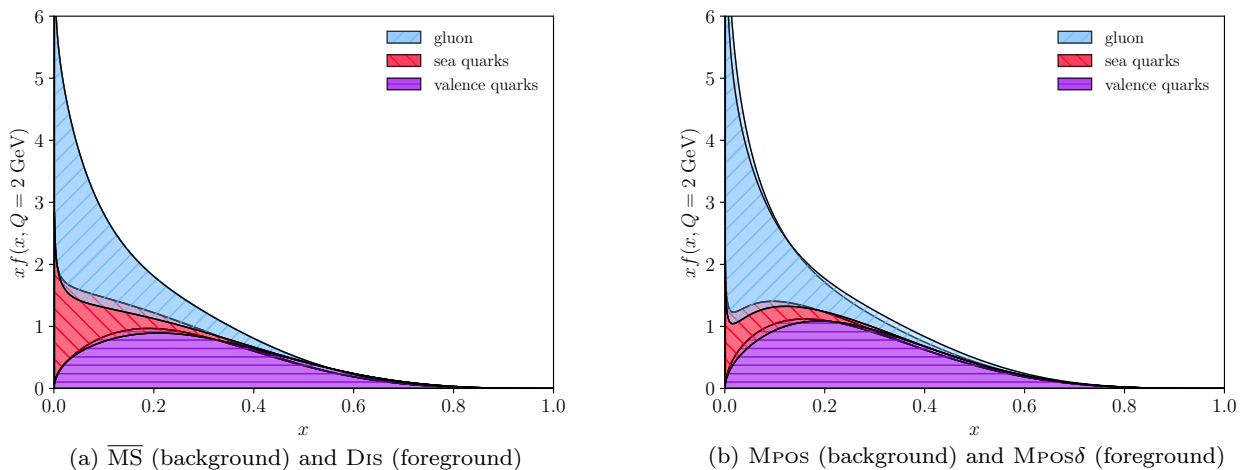 6
5
4
3
2
1
0
xf(x, Q = 2 GeV)
gluon
sea quarks
valence quarks
0.0 0.2 0.4 0.6 0.8 1.0
x
(a) M̅S̅ (background) and Dis (foreground)
6
5
4
3
2
1
0
xf(x, Q = 2 GeV)
gluon
sea quarks
valence quarks
0.0 0.2 0.4 0.6 0.8 1.0
x
(b) Mpos (background) and Mposδ (foreground)